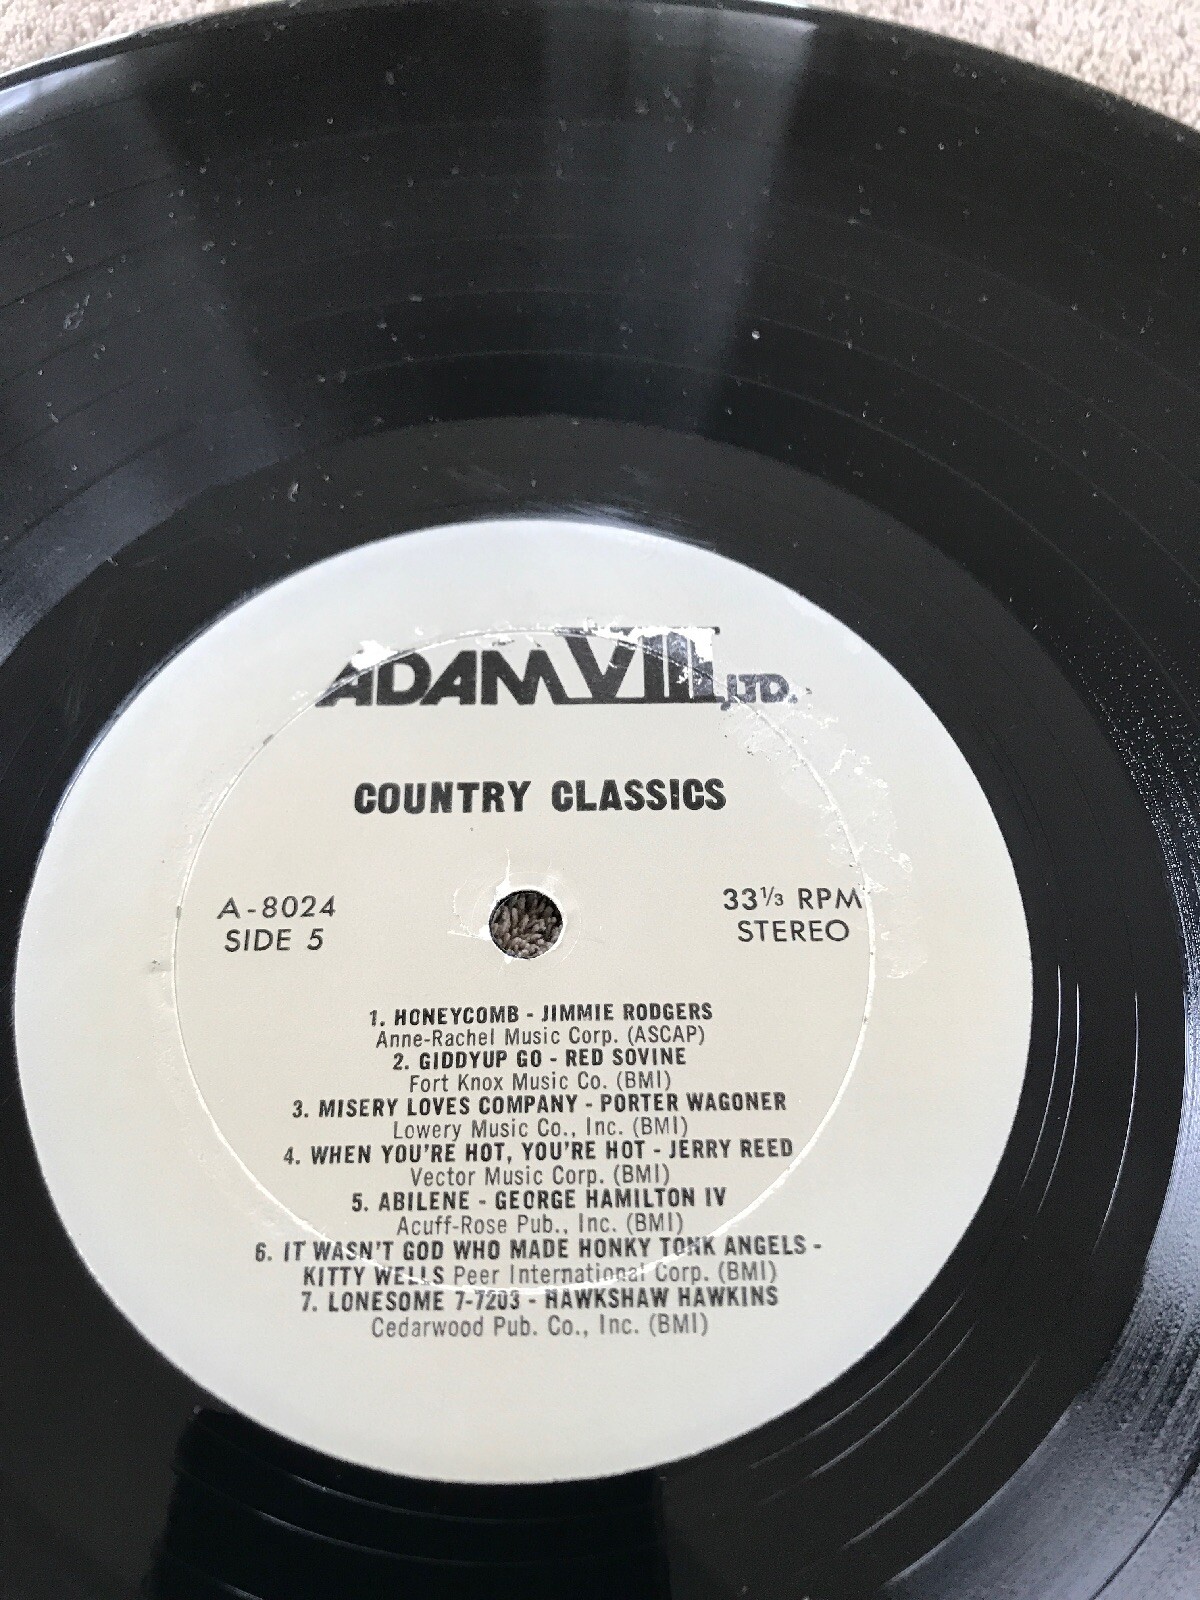 ADAM VIII, LTD.
COUNTRY CLASSICS
A-8024
SIDE 5
33⅓ RPM
STEREO
1. HONEYCOMB - JIMMIE RODGERS
Anne-Rachel Music Corp. (ASCAP)
2. GIDDYUP GO - RED SOVINE
Fort Knox Music Co. (BMI)
3. MISERY LOVES COMPANY - PORTER WAGONER
Lowery Music Co., Inc. (BMI)
4. WHEN YOU'RE HOT, YOU'RE HOT - JERRY REED
Vector Music Corp. (BMI)
5. ABILENE - GEORGE HAMILTON IV
Acuff-Rose Pub., Inc. (BMI)
6. IT WASN'T GOD WHO MADE HONKY TONK ANGELS -
KITTY WELLS Peer International Corp. (BMI)
7. LONESOME 7-7203 - HAWKSHAW HAWKINS
Cedarwood Pub. Co., Inc. (BMI)